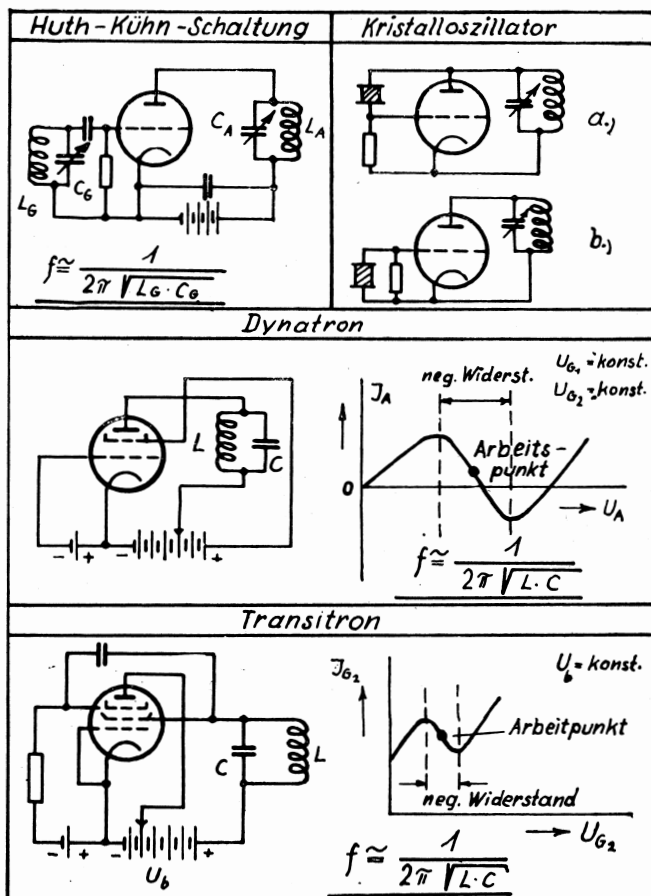 Huth-Kühn-Schaltung
C_A
L_A
L_G
C_G
f ≅ 1 / (2π √(L_G · C_G))
Kristalloszillator
a.)
b.)
Dynatron
L
C
- +
- +
U_G1 = konst.
U_G2 = konst.
neg. Widerst.
J_A
Arbeits-
punkt
0
U_A
f ≅ 1 / (2π √(L · C))
Transitron
C
L
- +
- +
U_b
J_G2
U_b = konst.
Arbeitpunkt
neg. Widerstand
U_G2
f ≅ 1 / (2π √(L · C))